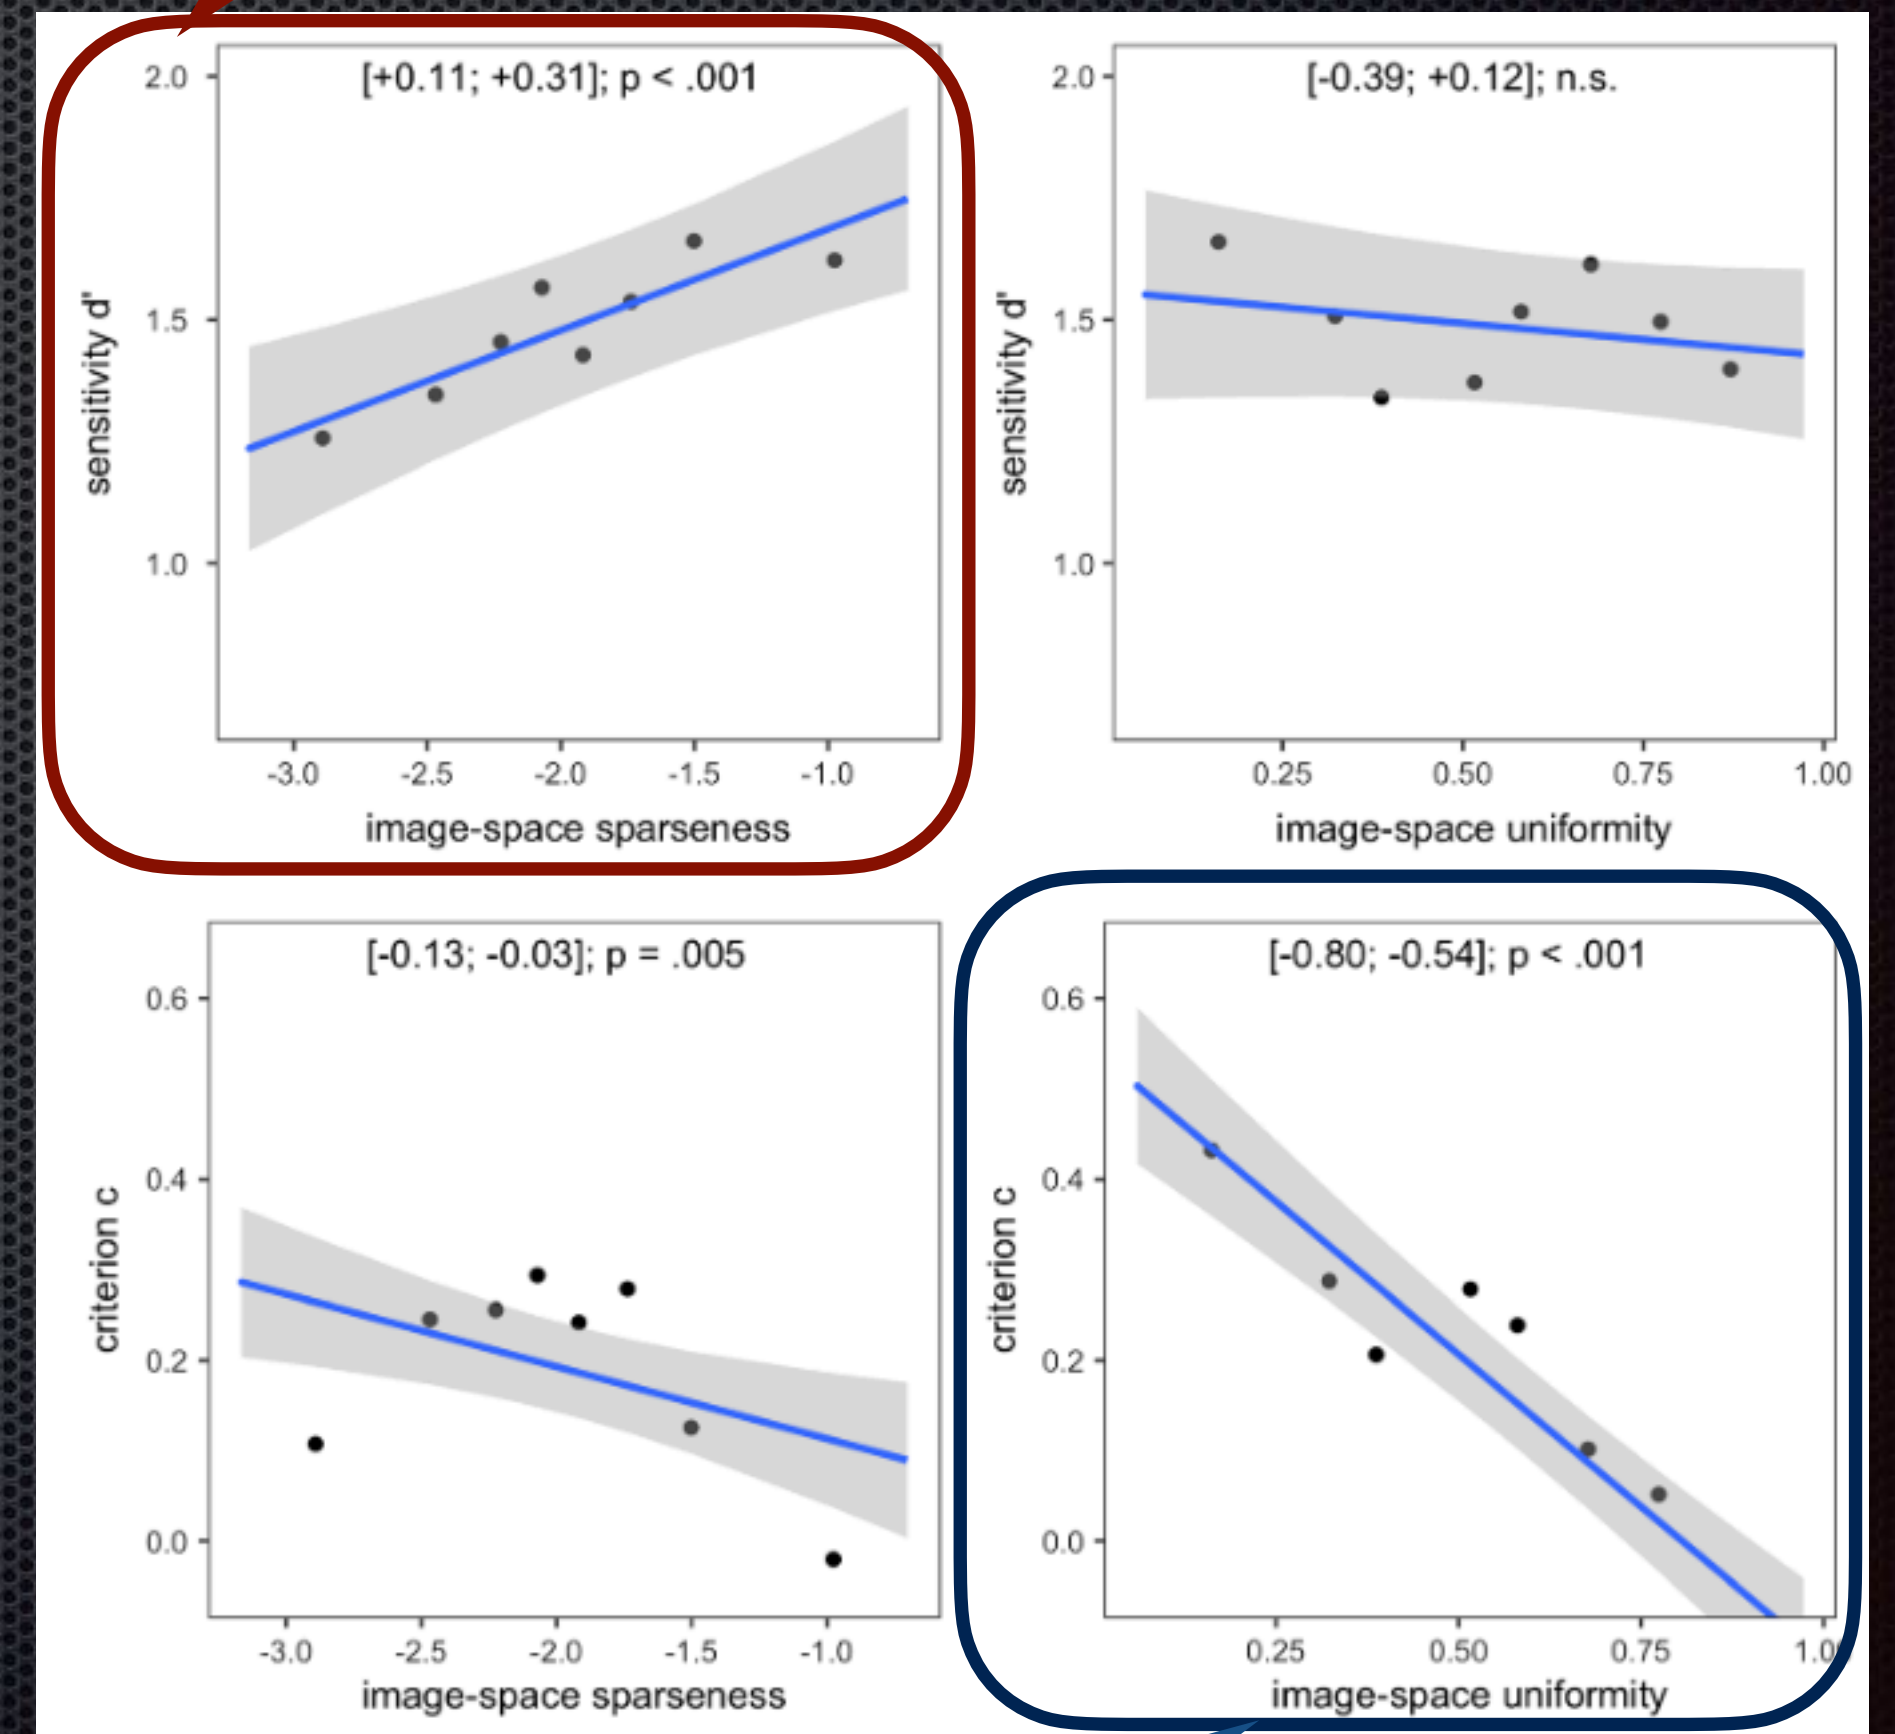 [+0.11; +0.31]; p < .001
2.0
1.5
1.0
sensitivity d'
-3.0 -2.5 -2.0 -1.5 -1.0
image-space sparseness
[-0.39; +0.12]; n.s.
2.0
1.5
1.0
sensitivity d'
0.25 0.50 0.75 1.00
image-space uniformity
[-0.13; -0.03]; p = .005
0.6
0.4
0.2
0.0
criterion c
-3.0 -2.5 -2.0 -1.5 -1.0
image-space sparseness
[-0.80; -0.54]; p < .001
0.6
0.4
0.2
0.0
criterion c
0.25 0.50 0.75 1.00
image-space uniformity